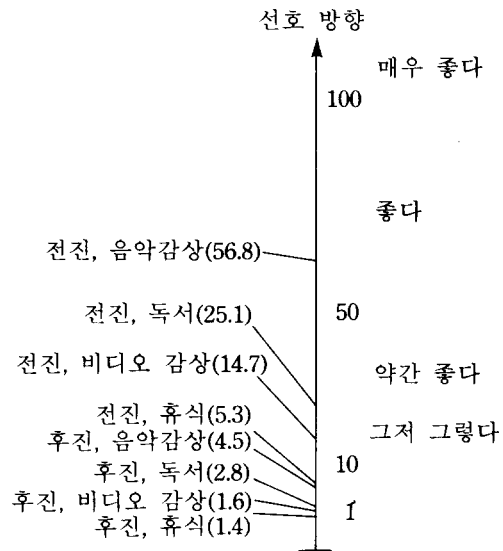 선호 방향
매우 좋다
100
좋다
전진, 음악감상(56.8)
전진, 독서(25.1)
50
전진, 비디오 감상(14.7)
약간 좋다
전진, 휴식(5.3)
그저 그렇다
후진, 음악감상(4.5)
10
후진, 독서(2.8)
후진, 비디오 감상(1.6)
1
후진, 휴식(1.4)